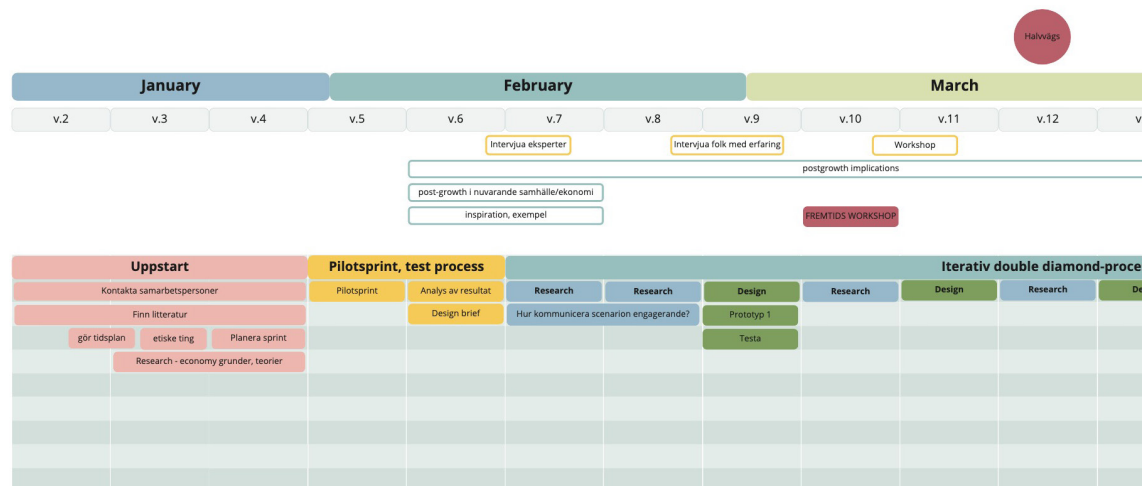 Halvvägs
January February March
v.2 v.3 v.4 v.5 v.6 v.7 v.8 v.9 v.10 v.11 v.12 v
Intervjua eksperter Intervjua folk med erfaring Workshop
postgrowth implications
post-growth i nuvarande samhälle/ekonomi
inspiration, exempel FREMTIDS WORKSHOP
Uppstart Pilotsprint, test process Iterativ double diamond-proce
Kontakta samarbetspersoner Pilotsprint Analys av resultat Research Research Design Research Design Research De
Finn litteratur Design brief Hur kommunicera scenarion engagerande? Prototyp 1
gör tidsplan etiske ting Planera sprint Testa
Research - economy grunder, teorier